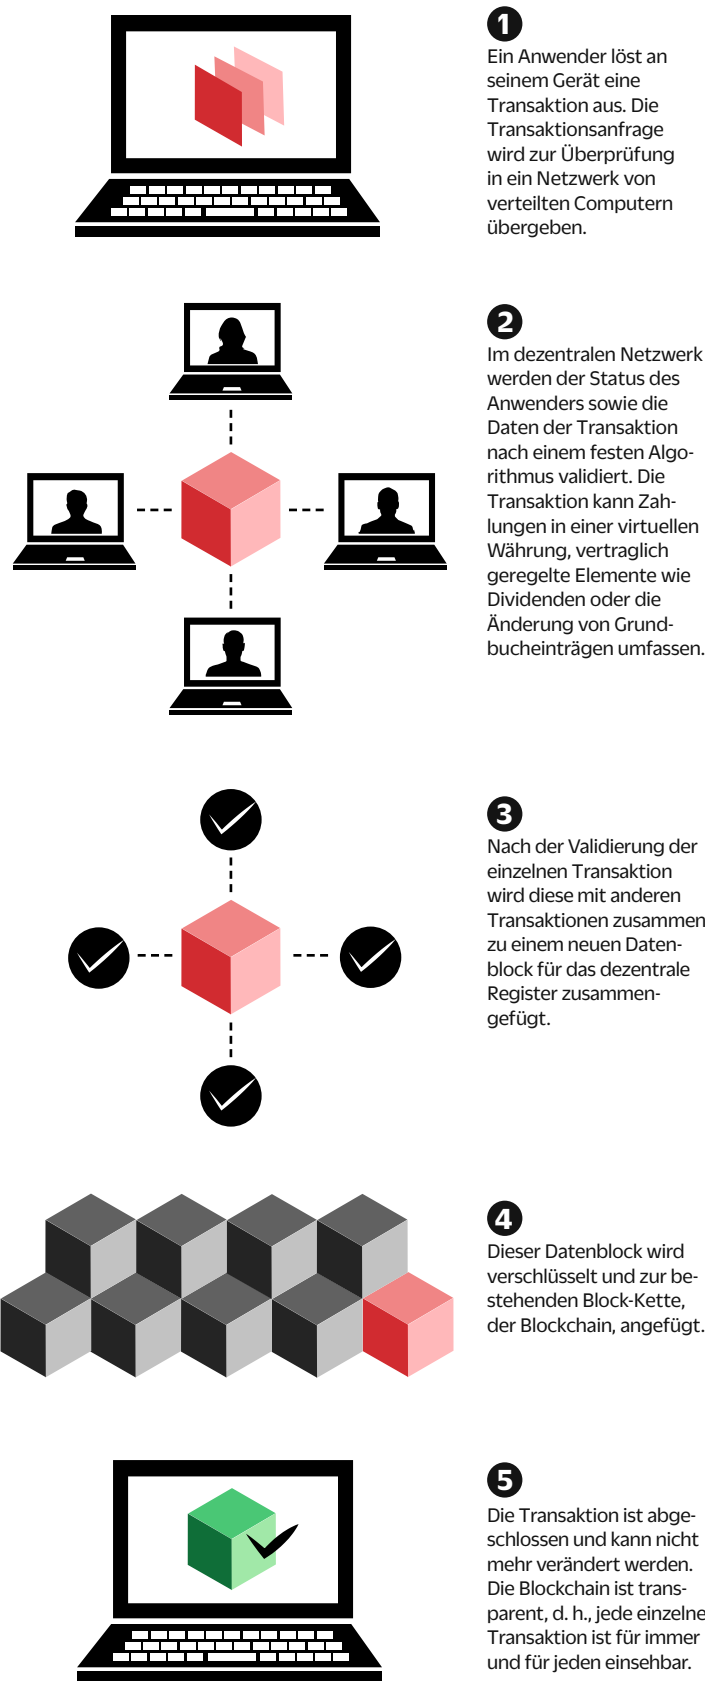 1
Ein Anwender löst an
seinem Gerät eine
Transaktion aus. Die
Transaktionsanfrage
wird zur Überprüfung
in ein Netzwerk von
verteilten Computern
übergeben.
2
Im dezentralen Netzwerk
werden der Status des
Anwenders sowie die
Daten der Transaktion
nach einem festen Algo-
rithmus validiert. Die
Transaktion kann Zah-
lungen in einer virtuellen
Währung, vertraglich
geregelte Elemente wie
Dividenden oder die
Änderung von Grund-
bucheinträgen umfassen.
3
Nach der Validierung der
einzelnen Transaktion
wird diese mit anderen
Transaktionen zusammen
zu einem neuen Daten-
block für das dezentrale
Register zusammen-
gefügt.
4
Dieser Datenblock wird
verschlüsselt und zur be-
stehenden Block-Kette,
der Blockchain, angefügt.
5
Die Transaktion ist abge-
schlossen und kann nicht
mehr verändert werden.
Die Blockchain ist trans-
parent, d. h., jede einzelne
Transaktion ist für immer
und für jeden einsehbar.